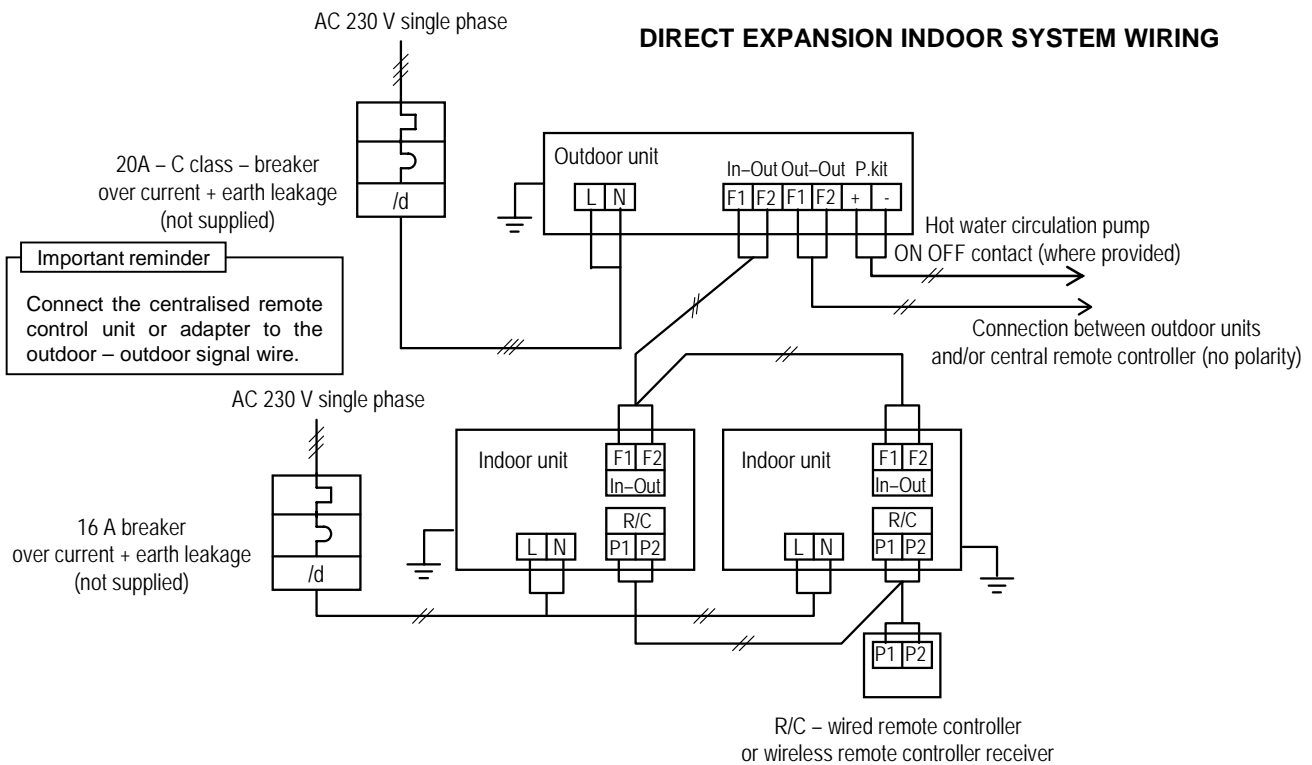 AC 230 V single phase
DIRECT EXPANSION INDOOR SYSTEM WIRING
20A – C class – breaker
over current + earth leakage
(not supplied)
/d
Outdoor unit
In–Out Out–Out P.kit
L N
F1 F2 F1 F2 + -
Hot water circulation pump
ON OFF contact (where provided)
Important reminder
Connect the centralised remote
control unit or adapter to the
outdoor – outdoor signal wire.
Connection between outdoor units
and/or central remote controller (no polarity)
AC 230 V single phase
16 A breaker
over current + earth leakage
(not supplied)
/d
Indoor unit
F1 F2
In–Out
R/C
L N
P1 P2
Indoor unit
F1 F2
In–Out
R/C
L N
P1 P2
P1 P2
R/C – wired remote controller
or wireless remote controller receiver